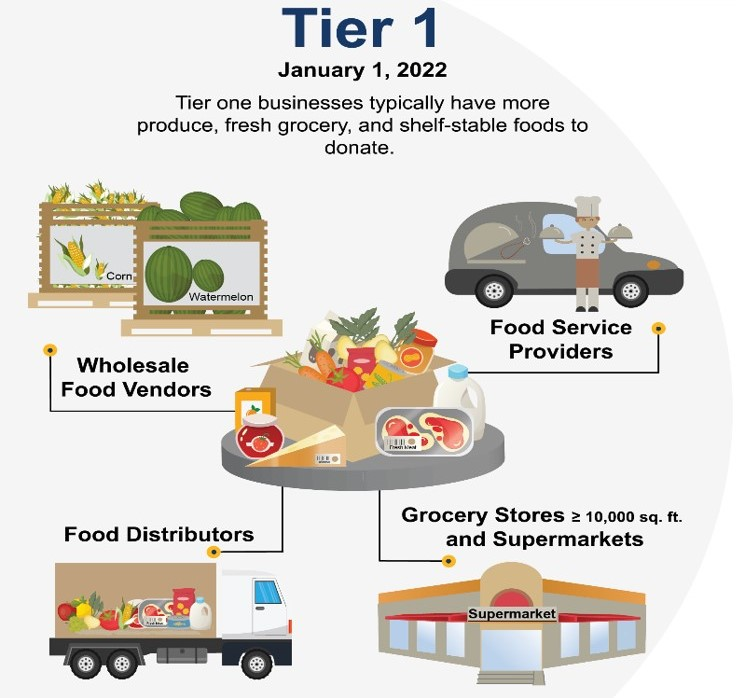 Tier 1
January 1, 2022
Tier one businesses typically have more
produce, fresh grocery, and shelf-stable foods to
donate.
Corn
Watermelon
Food Service
Providers
Wholesale
Food Vendors
Fresh Meat
Food Distributors
Grocery Stores ≥ 10,000 sq. ft.
and Supermarkets
Supermarket